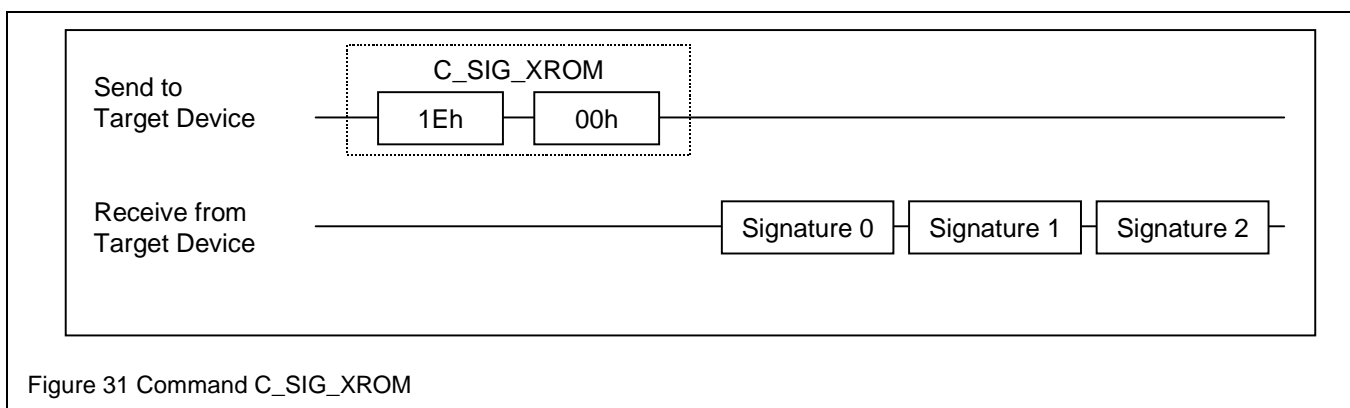 C_SIG_XROM
Send to
Target Device
1Eh
00h
Receive from
Target Device
Signature 0
Signature 1
Signature 2
Figure 31 Command C_SIG_XROM